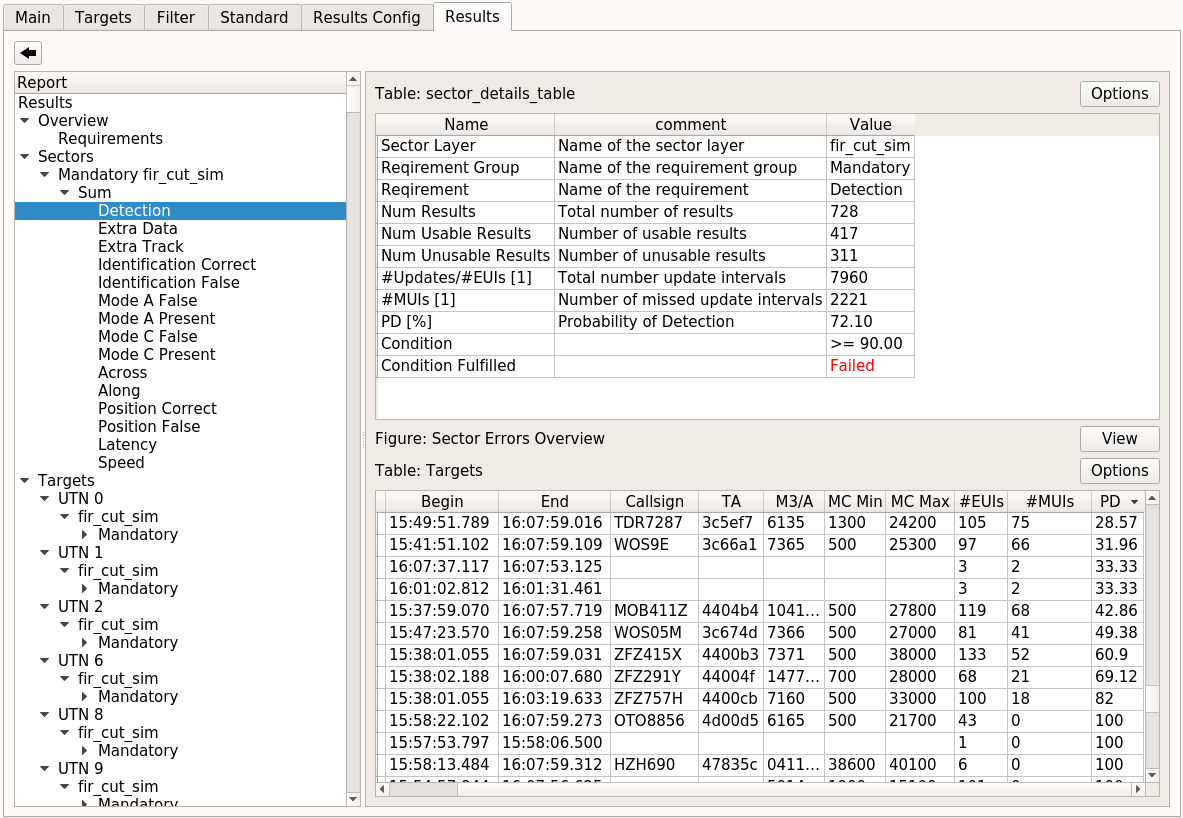 Main Targets Filter Standard Results Config Results
Report
Results
Overview
Requirements
Sectors
Mandatory fir_cut_sim
Sum
Detection
Extra Data
Extra Track
Identification Correct
Identification False
Mode A False
Mode A Present
Mode C False
Mode C Present
Across
Along
Position Correct
Position False
Latency
Speed
Targets
UTN 0
fir_cut_sim
Mandatory
UTN 1
fir_cut_sim
Mandatory
UTN 2
fir_cut_sim
Mandatory
UTN 6
fir_cut_sim
Mandatory
UTN 8
fir_cut_sim
Mandatory
UTN 9
fir_cut_sim
Mandatory
Table: sector_details_table Options
Name comment Value
Sector Layer Name of the sector layer fir_cut_sim
Reqirement Group Name of the requirement group Mandatory
Reqirement Name of the requirement Detection
Num Results Total number of results 728
Num Usable Results Number of usable results 417
Num Unusable Results Number of unusable results 311
#Updates/#EUIs [1] Total number update intervals 7960
#MUIs [1] Number of missed update intervals 2221
PD [%] Probability of Detection 72.10
Condition >= 90.00
Condition Fulfilled Failed
Figure: Sector Errors Overview View
Table: Targets Options
Begin End Callsign TA M3/A MC Min MC Max #EUIs #MUIs PD
15:49:51.789 16:07:59.016 TDR7287 3c5ef7 6135 1300 24200 105 75 28.57
15:41:51.102 16:07:59.109 WOS9E 3c66a1 7365 500 25300 97 66 31.96
16:07:37.117 16:07:53.125 3 2 33.33
16:01:02.812 16:01:31.461 3 2 33.33
15:37:59.070 16:07:57.719 MOB411Z 4404b4 1041... 500 27800 119 68 42.86
15:47:23.570 16:07:59.258 WOS05M 3c674d 7366 500 27000 81 41 49.38
15:38:01.055 16:07:59.031 ZFZ415X 4400b3 7371 500 38000 133 52 60.9
15:38:02.188 16:00:07.680 ZFZ291Y 44004f 1477... 700 28000 68 21 69.12
15:38:01.055 16:03:19.633 ZFZ757H 4400cb 7160 500 33000 100 18 82
15:58:22.102 16:07:59.273 OTO8856 4d00d5 6165 500 21700 43 0 100
15:57:53.797 15:58:06.500 1 0 100
15:58:13.484 16:07:59.312 HZH690 47835c 0411... 38600 40100 6 0 100